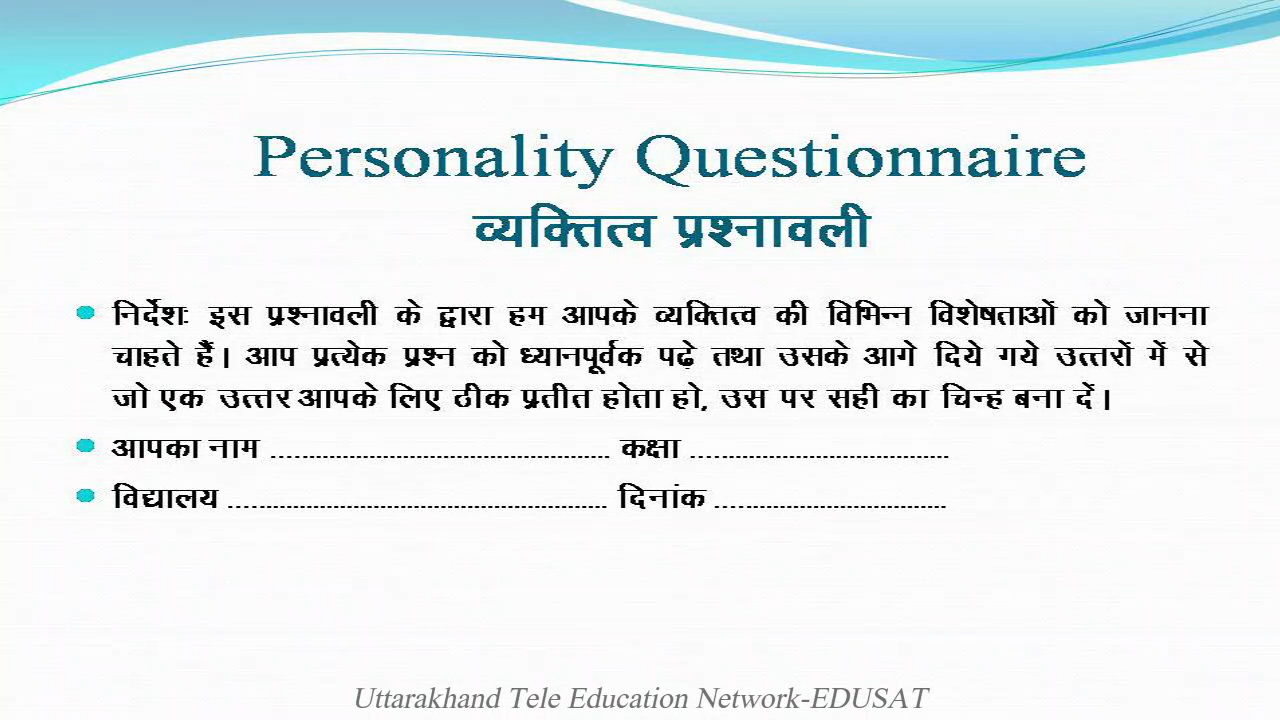 Personality Questionnaire
व्यक्तित्व प्रश्नावली
निर्देशः इस प्रश्नावली के द्वारा हम आपके व्यक्तित्व की विभिन्न विशेषताओं को जानना
चाहते हैं। आप प्रत्येक प्रश्न को ध्यानपूर्वक पढ़े तथा उसके आगे दिये गये उत्तरों में से
जो एक उत्तर आपके लिए ठीक प्रतीत होता हो, उस पर सही का चिन्ह बना दें।
आपका नाम .................................................... कक्षा ...........................................
विद्यालय ............................................................... दिनांक ......................................
Uttarakhand Tele Education Network-EDUSAT